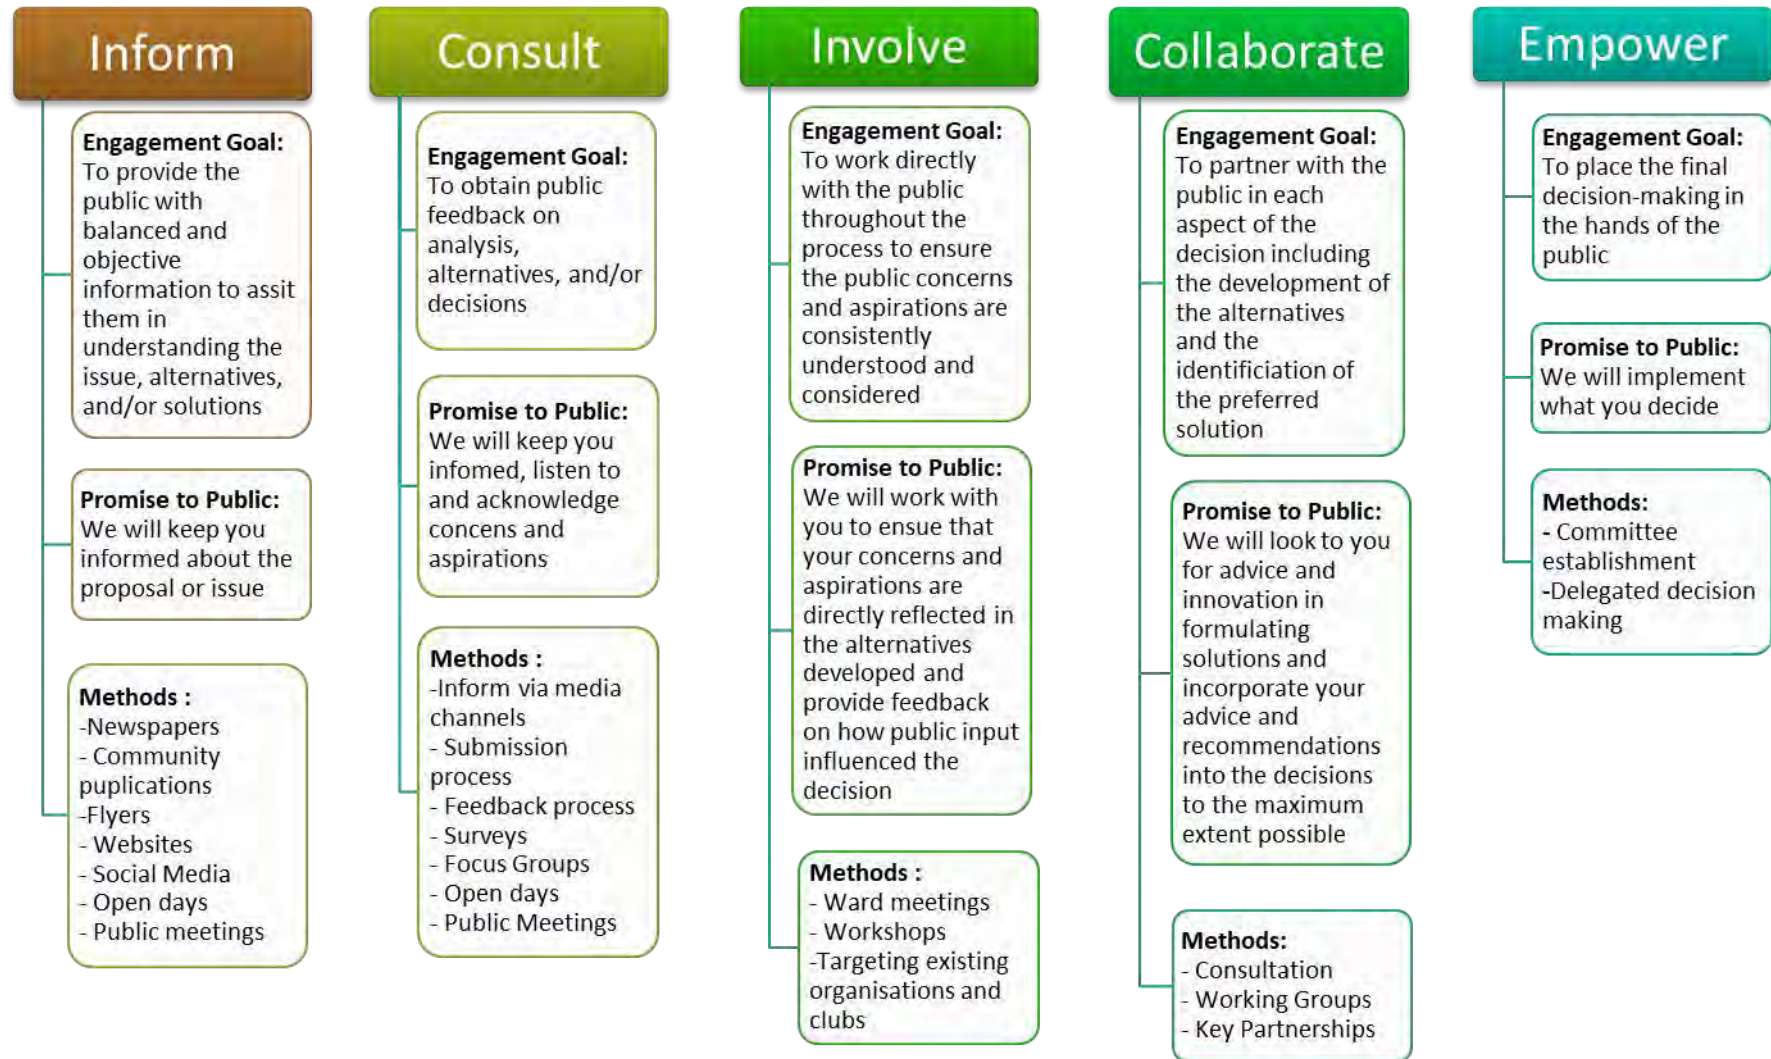 Inform
Engagement Goal:
To provide the
public with
balanced and
objective
information to assit
them in
understanding the
issue, alternatives,
and/or solutions
Promise to Public:
We will keep you
informed about the
proposal or issue
Methods :
-Newspapers
- Community
puplications
-Flyers
- Websites
- Social Media
- Open days
- Public meetings
Consult
Engagement Goal:
To obtain public
feedback on
analysis,
alternatives, and/or
decisions
Promise to Public:
We will keep you
infomed, listen to
and acknowledge
concens and
aspirations
Methods :
-Inform via media
channels
- Submission
process
- Feedback process
- Surveys
- Focus Groups
- Open days
- Public Meetings
Involve
Engagement Goal:
To work directly
with the public
throughout the
process to ensure
the public concerns
and aspirations are
consistently
understood and
considered
Promise to Public:
We will work with
you to ensue that
your concerns and
aspirations are
directly reflected in
the alternatives
developed and
provide feedback
on how public input
influenced the
decision
Methods :
- Ward meetings
- Workshops
-Targeting existing
organisations and
clubs
Collaborate
Engagement Goal:
To partner with the
public in each
aspect of the
decision including
the development of
the alternatives
and the
identificiation of
the preferred
solution
Promise to Public:
We will look to you
for advice and
innovation in
formulating
solutions and
incorporate your
advice and
recommendations
into the decisions
to the maximum
extent possible
Methods:
- Consultation
- Working Groups
- Key Partnerships
Empower
Engagement Goal:
To place the final
decision-making in
the hands of the
public
Promise to Public:
We will implement
what you decide
Methods:
- Committee
establishment
-Delegated decision
making